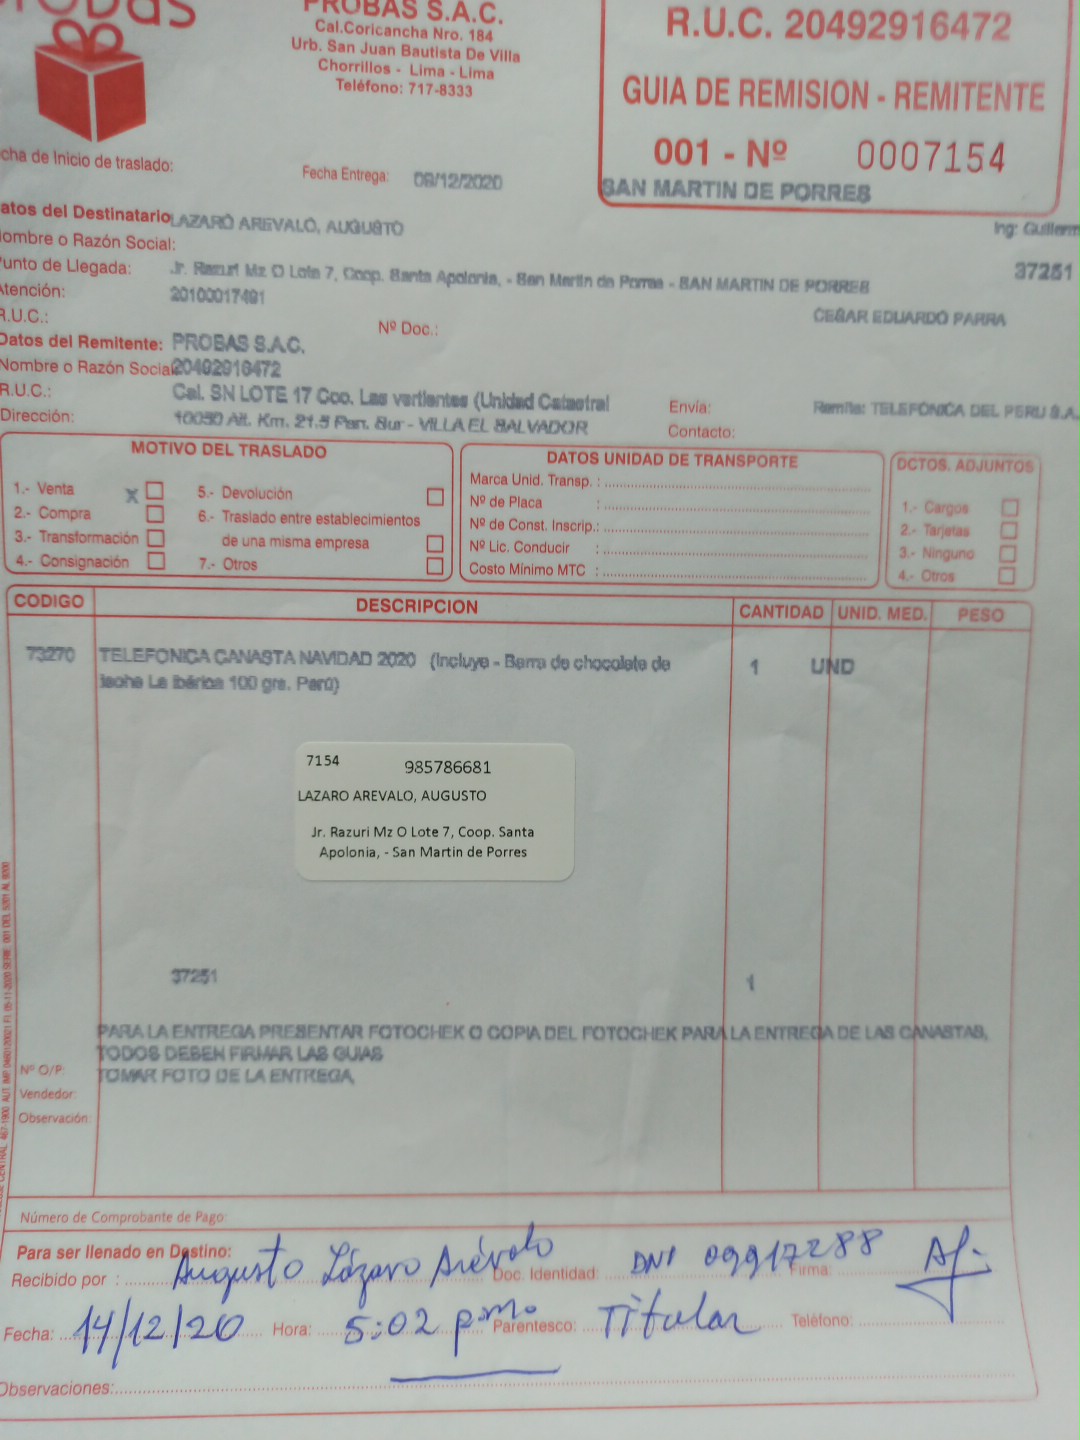 PROBAS S.A.C.
Cal.Coricancha Nro. 184
Urb. San Juan Bautista De Villa
Chorrillos - Lima - Lima
Teléfono: 717-8333
R.U.C. 20492916472
GUIA DE REMISION - REMITENTE
001 - Nº 0007154
SAN MARTIN DE PORRES
cha de Inicio de traslado:
Fecha Entrega: 09/12/2020
atos del Destinatario LAZARO AREVALO, AUGUSTO
ombre o Razón Social:
Ing: Guillerm
unto de Llegada: Jr. Razuri Mz O Lote 7, Coop. Santa Apolonia, - San Martin de Porres - SAN MARTIN DE PORRES
37251
Atención: 20100017491
R.U.C.:
Nº Doc.:
CESAR EDUARDO PARRA
Datos del Remitente: PROBAS S.A.C.
Nombre o Razón Social 20492916472
R.U.C.: Cal. SN LOTE 17 Coo. Las vertientes (Unidad Catastral
Dirección: 10050 Alt. Km. 21.5 Pan. Sur - VILLA EL SALVADOR
Envía: Remite: TELEFÓNICA DEL PERU S.A.
Contacto:
MOTIVO DEL TRASLADO
1.- Venta X
2.- Compra
3.- Transformación
4.- Consignación
5.- Devolución
6.- Traslado entre establecimientos
de una misma empresa
7.- Otros
DATOS UNIDAD DE TRANSPORTE
Marca Unid. Transp. :
Nº de Placa :
Nº de Const. Inscrip.:
Nº Lic. Conducir :
Costo Mínimo MTC :
DCTOS. ADJUNTOS
1.- Cargos
2.- Tarjetas
3.- Ninguno
4.- Otros
CODIGO DESCRIPCION CANTIDAD UNID. MED. PESO
73270 TELEFONICA CANASTA NAVIDAD 2020 (Incluye - Barra de chocolate de 1 UND
leche La Ibérica 100 grs. Perú)
7154 985786681
LAZARO AREVALO, AUGUSTO
Jr. Razuri Mz O Lote 7, Coop. Santa
Apolonia, - San Martin de Porres
37251 1
PARA LA ENTREGA PRESENTAR FOTOCHEK O COPIA DEL FOTOCHEK PARA LA ENTREGA DE LAS CANASTAS,
TODOS DEBEN FIRMAR LAS GUIAS
TOMAR FOTO DE LA ENTREGA
Nº O/P:
Vendedor:
Observación:
Número de Comprobante de Pago:
Para ser llenado en Destino:
Recibido por : Augusto Lázaro Arévalo Doc. Identidad: DNI 09917288 Firma:
Fecha: 14/12/20 Hora: 5:02 p.m. Parentesco: Titular Teléfono:
Observaciones: